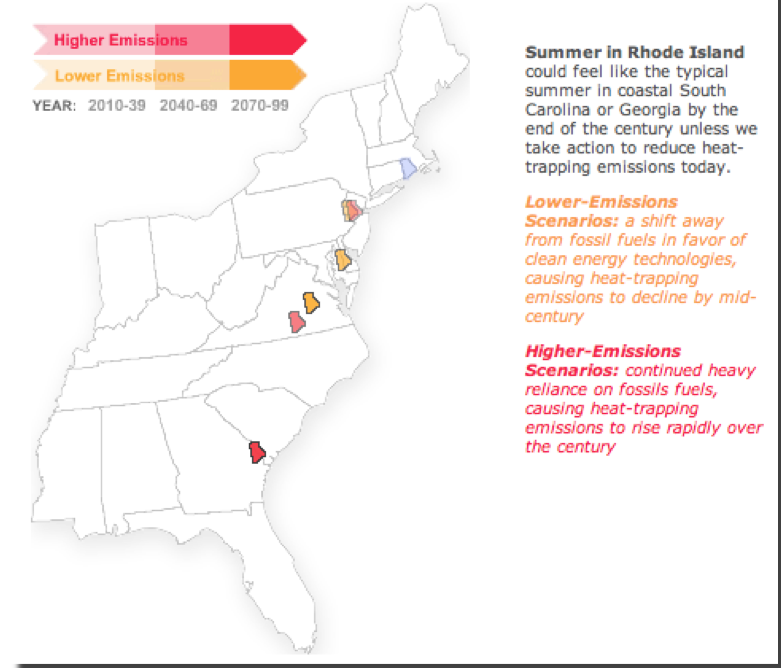 Higher Emissions
Lower Emissions
YEAR: 2010-39 2040-69 2070-99
Summer in Rhode Island
could feel like the typical
summer in coastal South
Carolina or Georgia by the
end of the century unless we
take action to reduce heat-
trapping emissions today.
Lower-Emissions
Scenarios: a shift away
from fossil fuels in favor of
clean energy technologies,
causing heat-trapping
emissions to decline by mid-
century
Higher-Emissions
Scenarios: continued heavy
reliance on fossils fuels,
causing heat-trapping
emissions to rise rapidly over
the century